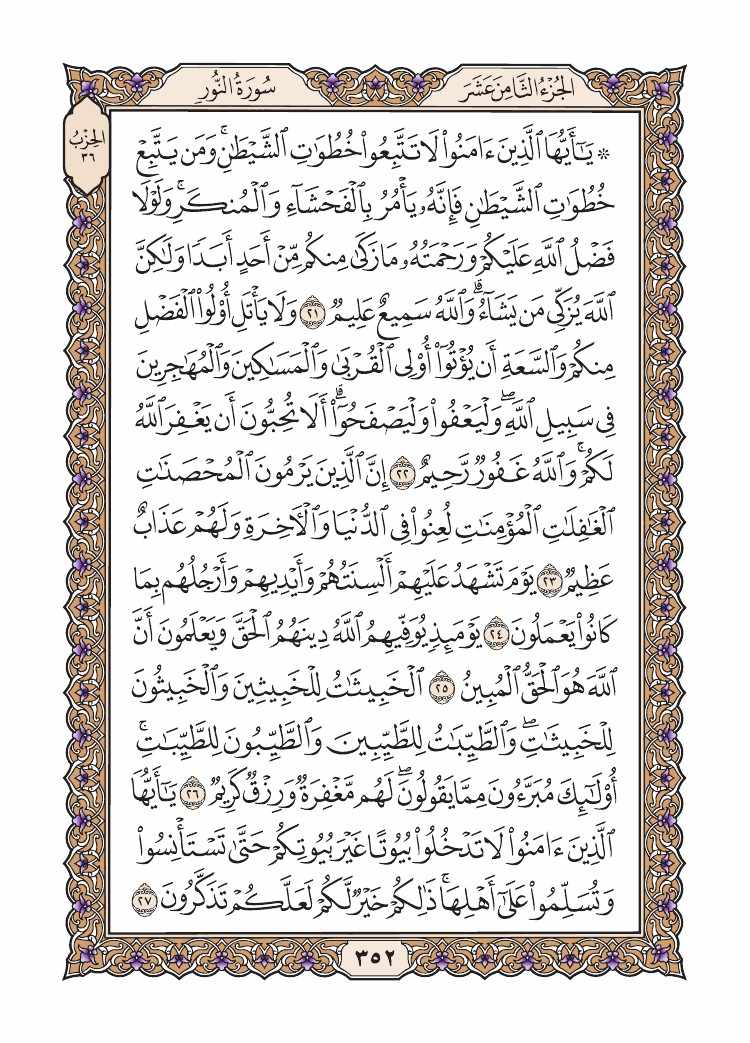 الجُزْءُ الثَّامِنَ عَشَرَ
سُورَةُ النُّورِ
الحِزْبُ
٣٦
۞ يَـٰٓأَيُّهَا ٱلَّذِينَ ءَامَنُوا۟ لَا تَتَّبِعُوا۟ خُطُوَٰتِ ٱلشَّيْطَـٰنِۚ وَمَن يَتَّبِعْ
خُطُوَٰتِ ٱلشَّيْطَـٰنِ فَإِنَّهُۥ يَأْمُرُ بِٱلْفَحْشَآءِ وَٱلْمُنكَرِۚ وَلَوْلَا
فَضْلُ ٱللَّهِ عَلَيْكُمْ وَرَحْمَتُهُۥ مَا زَكَىٰ مِنكُم مِّنْ أَحَدٍ أَبَدًا وَلَـٰكِنَّ
ٱللَّهَ يُزَكِّى مَن يَشَآءُۗ وَٱللَّهُ سَمِيعٌ عَلِيمٌ ٢١ وَلَا يَأْتَلِ أُو۟لُوا۟ ٱلْفَضْلِ
مِنكُمْ وَٱلسَّعَةِ أَن يُؤْتُوٓا۟ أُو۟لِى ٱلْقُرْبَىٰ وَٱلْمَسَـٰكِينَ وَٱلْمُهَـٰجِرِينَ
فِى سَبِيلِ ٱللَّهِۖ وَلْيَعْفُوا۟ وَلْيَصْفَحُوٓا۟ۗ أَلَا تُحِبُّونَ أَن يَغْفِرَ ٱللَّهُ
لَكُمْۚ وَٱللَّهُ غَفُورٌ رَّحِيمٌ ٢٢ إِنَّ ٱلَّذِينَ يَرْمُونَ ٱلْمُحْصَنَـٰتِ
ٱلْغَـٰفِلَـٰتِ ٱلْمُؤْمِنَـٰتِ لُعِنُوا۟ فِى ٱلدُّنْيَا وَٱلْـَٔاخِرَةِ وَلَهُمْ عَذَابٌ
عَظِيمٌ ٢٣ يَوْمَ تَشْهَدُ عَلَيْهِمْ أَلْسِنَتُهُمْ وَأَيْدِيهِمْ وَأَرْجُلُهُم بِمَا
كَانُوا۟ يَعْمَلُونَ ٢٤ يَوْمَئِذٍ يُوَفِّيهِمُ ٱللَّهُ دِينَهُمُ ٱلْحَقَّ وَيَعْلَمُونَ أَنَّ
ٱللَّهَ هُوَ ٱلْحَقُّ ٱلْمُبِينُ ٢٥ ٱلْخَبِيثَـٰتُ لِلْخَبِيثِينَ وَٱلْخَبِيثُونَ
لِلْخَبِيثَـٰتِۖ وَٱلطَّيِّبَـٰتُ لِلطَّيِّبِينَ وَٱلطَّيِّبُونَ لِلطَّيِّبَـٰتِۚ
أُو۟لَـٰٓئِكَ مُبَرَّءُونَ مِمَّا يَقُولُونَۖ لَهُم مَّغْفِرَةٌ وَرِزْقٌ كَرِيمٌ ٢٦ يَـٰٓأَيُّهَا
ٱلَّذِينَ ءَامَنُوا۟ لَا تَدْخُلُوا۟ بُيُوتًا غَيْرَ بُيُوتِكُمْ حَتَّىٰ تَسْتَأْنِسُوا۟
وَتُسَلِّمُوا۟ عَلَىٰٓ أَهْلِهَاۚ ذَٰلِكُمْ خَيْرٌ لَّكُمْ لَعَلَّكُمْ تَذَكَّرُونَ ٢٧
٣٥٢